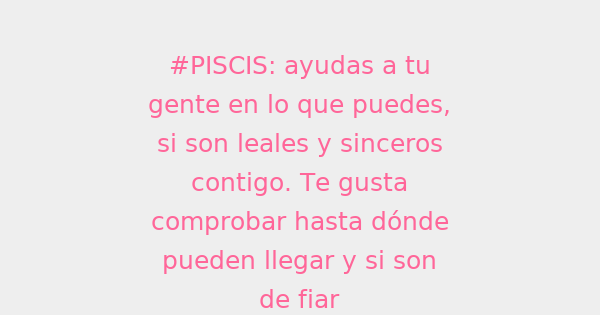 #PISCIS: ayudas a tu
gente en lo que puedes,
si son leales y sinceros
contigo. Te gusta
comprobar hasta dónde
pueden llegar y si son
de fiar